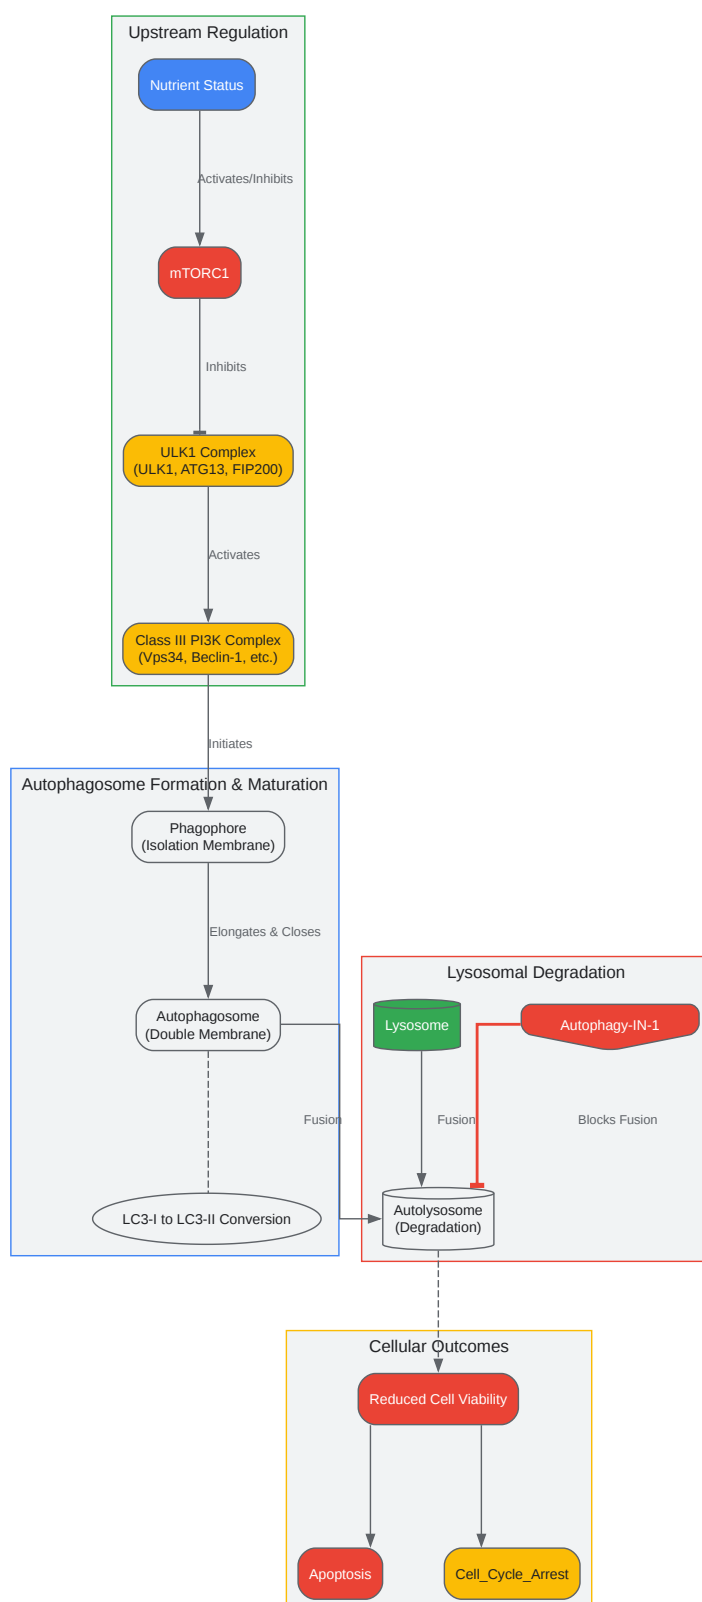 Upstream Regulation
Nutrient Status
Activates/Inhibits
mTORC1
Inhibits
ULK1 Complex
(ULK1, ATG13, FIP200)
Activates
Class III PI3K Complex
(Vps34, Beclin-1, etc.)
Initiates
Autophagosome Formation & Maturation
Phagophore
(Isolation Membrane)
Elongates & Closes
Autophagosome
(Double Membrane)
Fusion
LC3-I to LC3-II Conversion
Lysosomal Degradation
Lysosome
Autophagy-IN-1
Fusion
Blocks Fusion
Autolysosome
(Degradation)
Cellular Outcomes
Reduced Cell Viability
Apoptosis
Cell_Cycle_Arrest